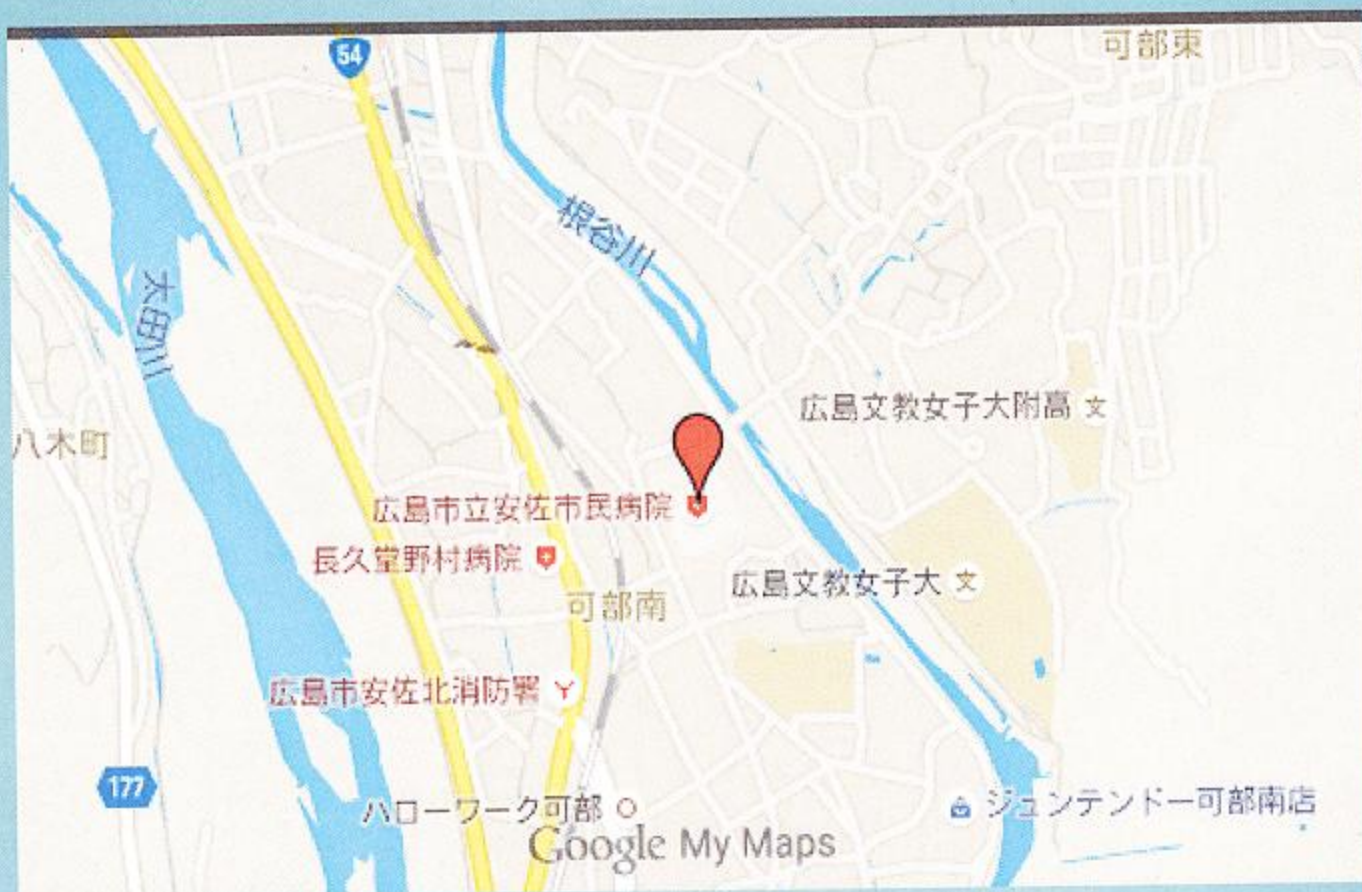 54
可部東
根谷川
太田川
広島文教女子大附高
文
八木町
広島市立安佐市民病院
長久堂野村病院
広島文教女子大
文
可部南
広島市安佐北消防署
177
ハローワーク可部
ジュンテンドー可部南店
Google My Maps